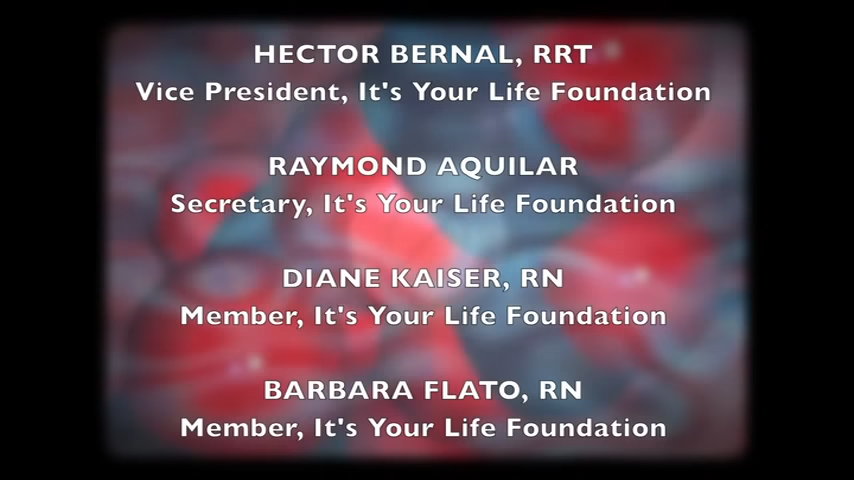 HECTOR BERNAL, RRT
Vice President, It's Your Life Foundation
RAYMOND AQUILAR
Secretary, It's Your Life Foundation
DIANE KAISER, RN
Member, It's Your Life Foundation
BARBARA FLATO, RN
Member, It's Your Life Foundation